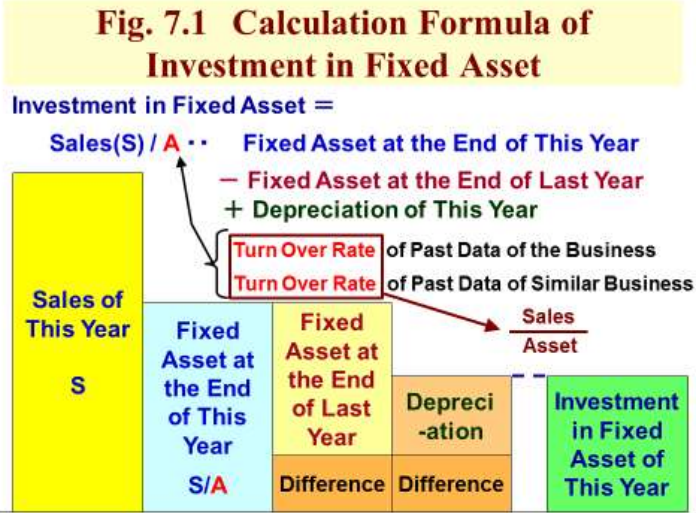 Fig. 7.1 Calculation Formula of
Investment in Fixed Asset
Investment in Fixed Asset =
Sales(S) / A ·· Fixed Asset at the End of This Year
− Fixed Asset at the End of Last Year
+ Depreciation of This Year
Turn Over Rate of Past Data of the Business
Turn Over Rate of Past Data of Similar Business
Sales
Asset
Sales of
This Year
S
Fixed
Asset at
the End
of This
Year
S/A
Fixed
Asset at
the End
of Last
Year
Difference
Depreci
-ation
Difference
Investment
in Fixed
Asset of
This Year